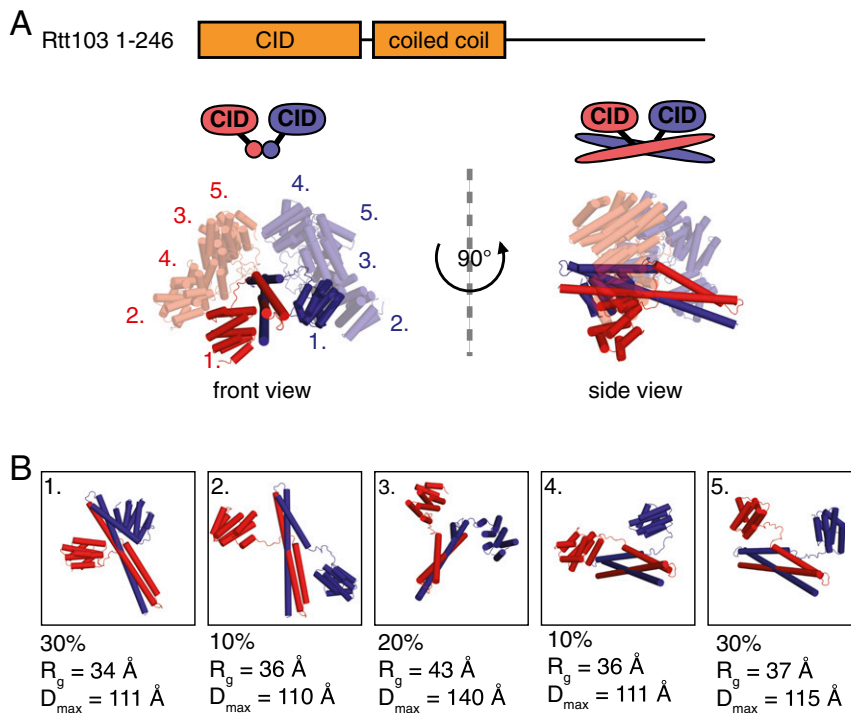 A
Rtt103 1-246
CID
coiled coil
CID CID
CID CID
4.
5.
3.
5.
4.
3.
2.
2.
1.
1.
90°
front view
side view
B
1.
2.
3.
4.
5.
30%
10%
20%
10%
30%
Rg = 34 Å
Rg = 36 Å
Rg = 43 Å
Rg = 36 Å
Rg = 37 Å
Dmax = 111 Å
Dmax = 110 Å
Dmax = 140 Å
Dmax = 111 Å
Dmax = 115 Å